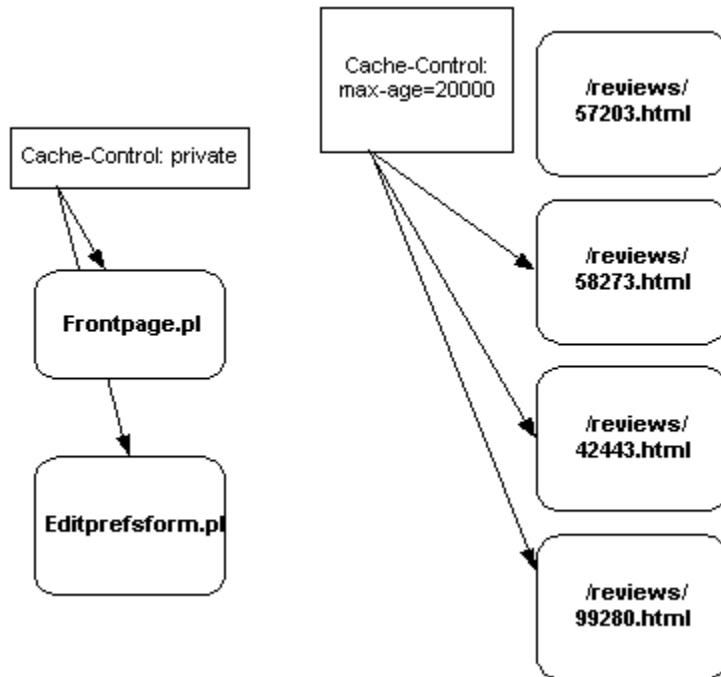 Cache-Control: private
Frontpage.pl
Editprefsform.pl
Cache-Control:
max-age=20000
/reviews/
57203.html
/reviews/
58273.html
/reviews/
42443.html
/reviews/
99280.html